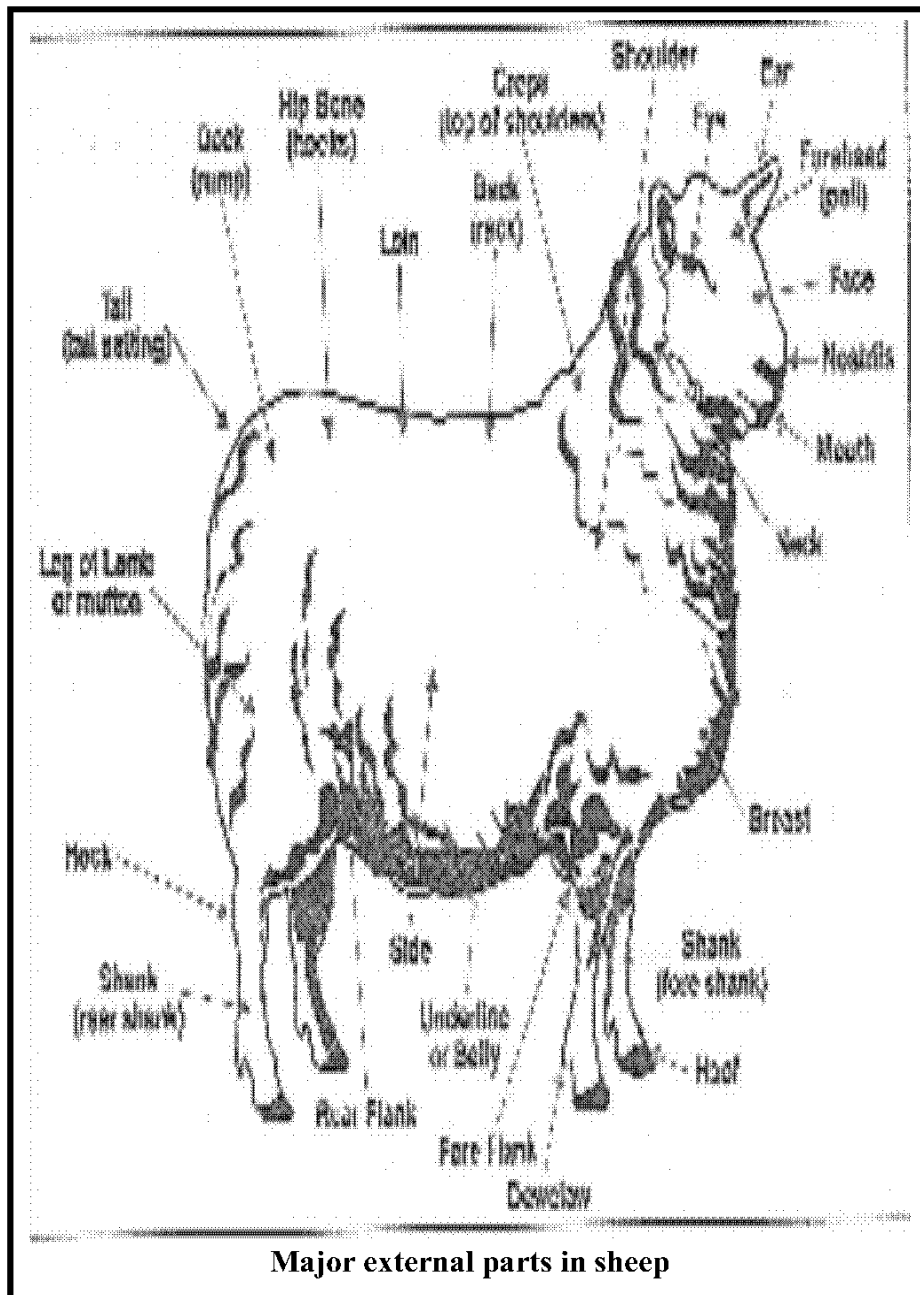 Shoulder
Ear
Crops
(top of shoulders)
Eye
Hip Bone
(hooks)
Dock
(rump)
Forehead
(poll)
Back
(rack)
Loin
Face
Tail
(tail setting)
Nostrils
Mouth
Neck
Leg of Lamb
or mutton
Breast
Hock
Side
Shank
(fore shank)
Shank
(rear shank)
Underline
or Belly
Hoof
Rear Flank
Fore Flank
Dewclaw
Major external parts in sheep